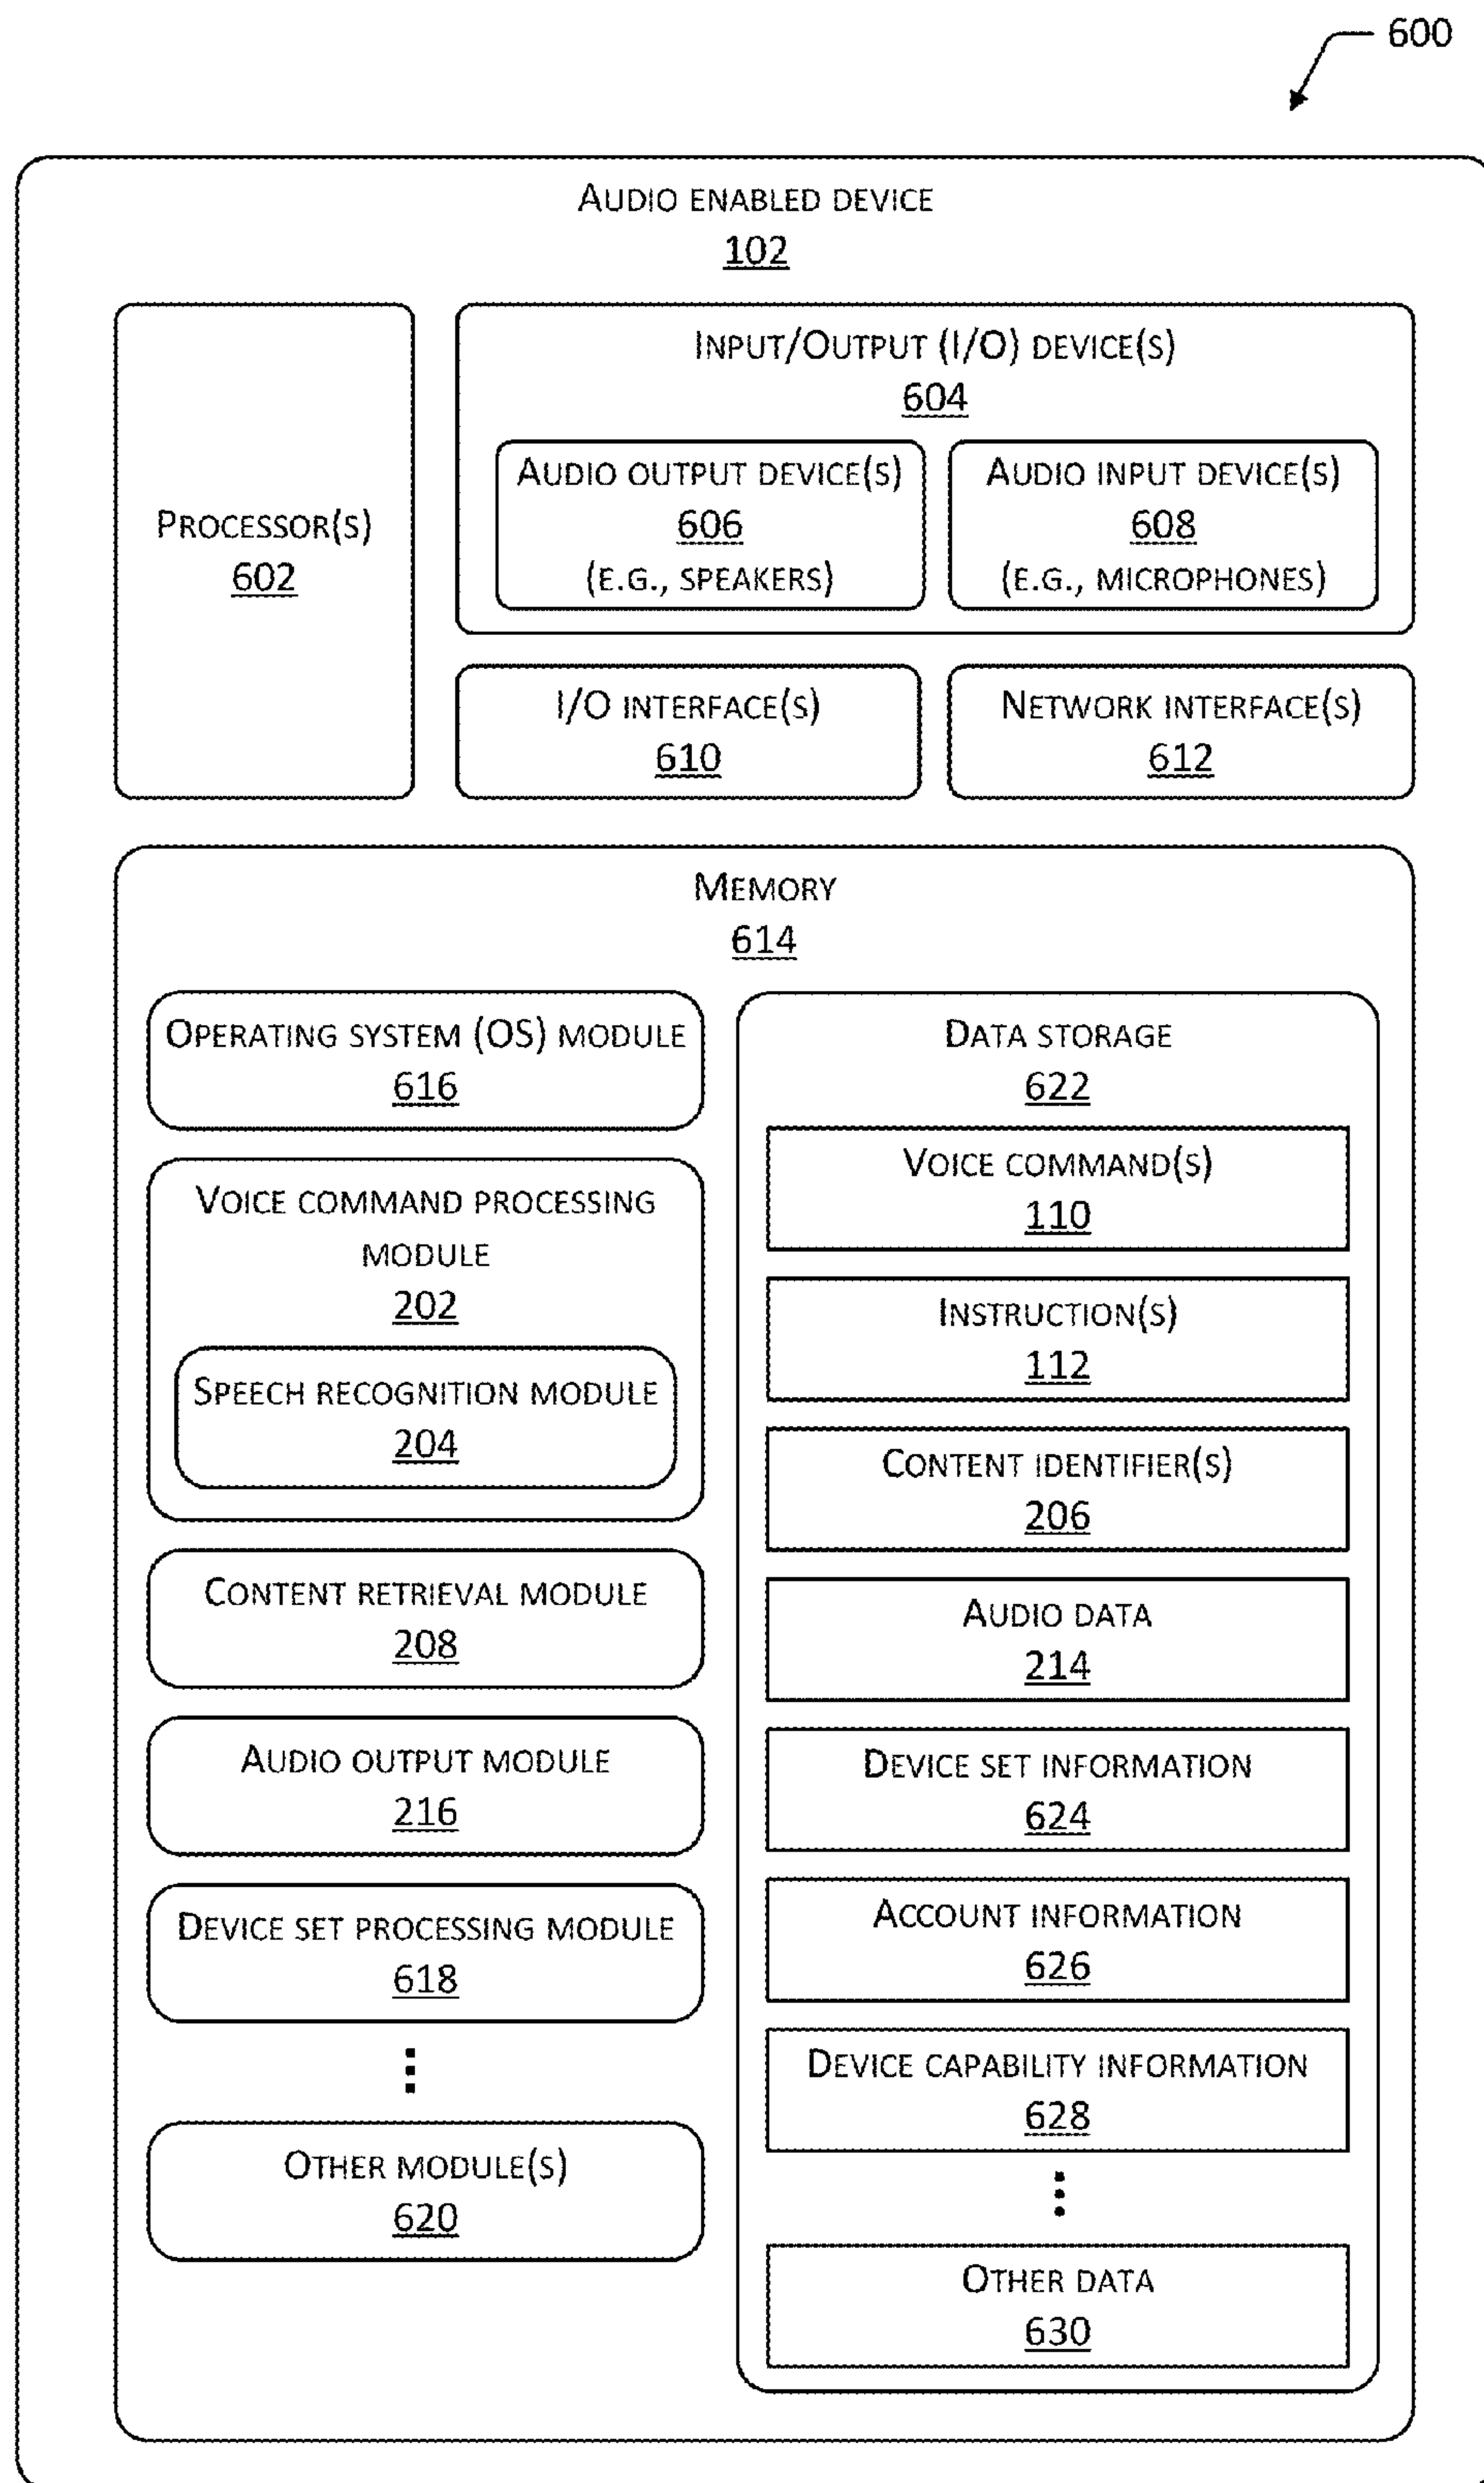 600
AUDIO ENABLED DEVICE
102
PROCESSOR(S)
602
INPUT/OUTPUT (I/O) DEVICE(S)
604
AUDIO OUTPUT DEVICE(S)
606
(E.G., SPEAKERS)
AUDIO INPUT DEVICE(S)
608
(E.G., MICROPHONES)
I/O INTERFACE(S)
610
NETWORK INTERFACE(S)
612
MEMORY
614
OPERATING SYSTEM (OS) MODULE
616
VOICE COMMAND PROCESSING
MODULE
202
SPEECH RECOGNITION MODULE
204
CONTENT RETRIEVAL MODULE
208
AUDIO OUTPUT MODULE
216
DEVICE SET PROCESSING MODULE
618
OTHER MODULE(S)
620
DATA STORAGE
622
VOICE COMMAND(S)
110
INSTRUCTION(S)
112
CONTENT IDENTIFIER(S)
206
AUDIO DATA
214
DEVICE SET INFORMATION
624
ACCOUNT INFORMATION
626
DEVICE CAPABILITY INFORMATION
628
OTHER DATA
630